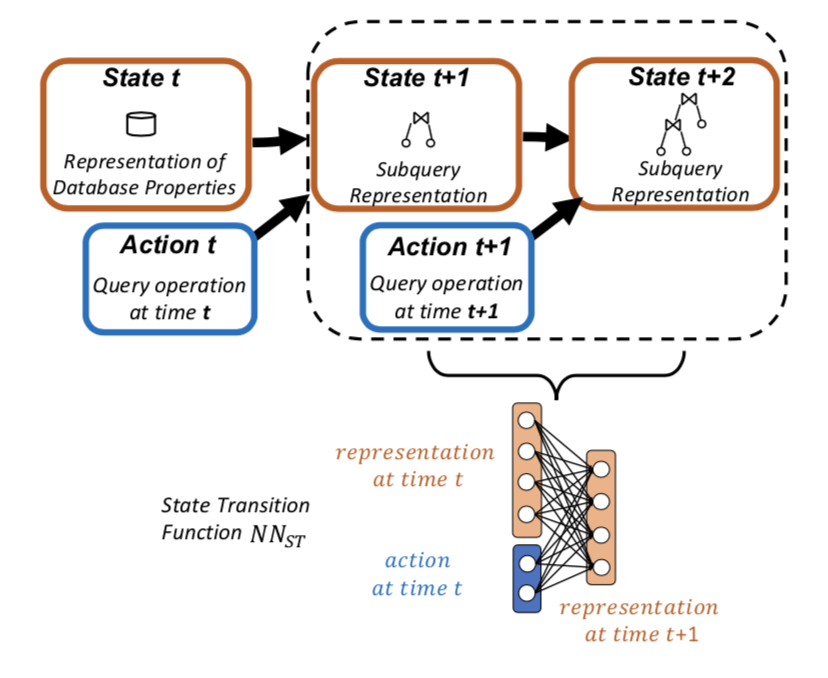 State t
Representation of
Database Properties
State t+1
Subquery
Representation
State t+2
Subquery
Representation
Action t
Query operation
at time t
Action t+1
Query operation
at time t+1
representation
at time t
State Transition
Function NN_ST
action
at time t
representation
at time t+1